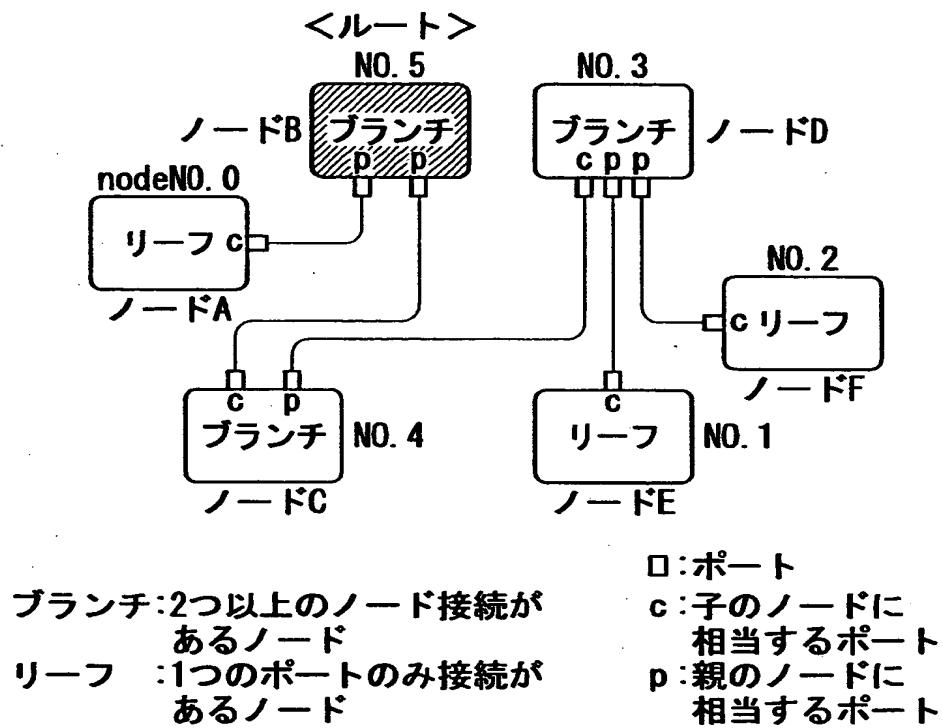 <ルート>
NO. 5
NO. 3
ノードB
ブランチ
p p
ブランチ
c p p
ノードD
nodeNO. 0
リーフ c
ノードA
NO. 2
c リーフ
ノードF
c p
ブランチ
NO. 4
ノードC
c
リーフ
NO. 1
ノードE
□:ポート
ブランチ:2つ以上のノード接続が
あるノード
リーフ :1つのポートのみ接続が
あるノード
c:子のノードに
相当するポート
p:親のノードに
相当するポート